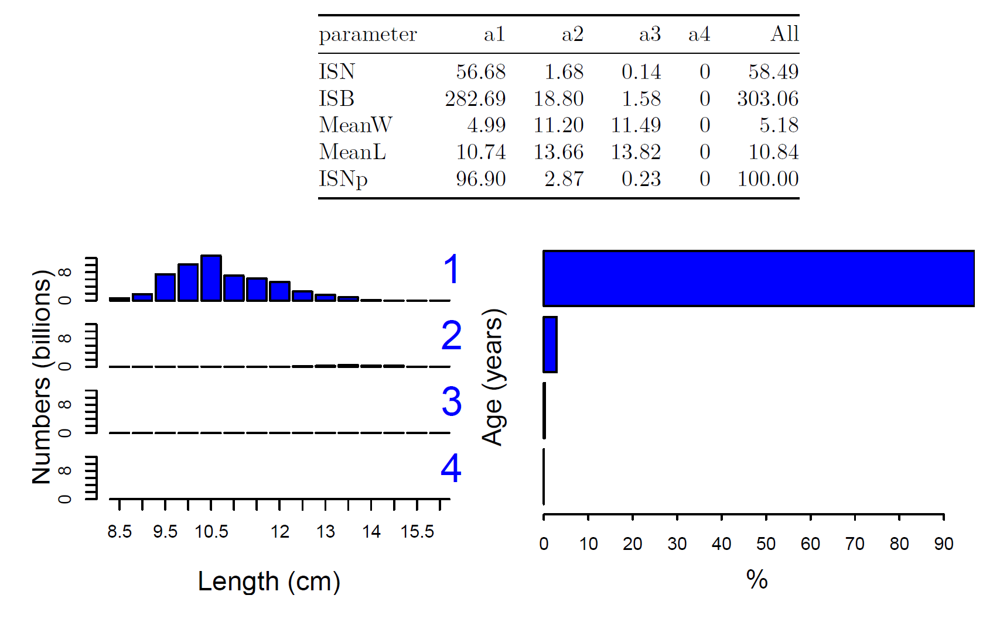 parameter a1 a2 a3 a4 All
ISN 56.68 1.68 0.14 0 58.49
ISB 282.69 18.80 1.58 0 303.06
MeanW 4.99 11.20 11.49 0 5.18
MeanL 10.74 13.66 13.82 0 10.84
ISNp 96.90 2.87 0.23 0 100.00
Numbers (billions)
8
0
1
8
0
2
8
0
3
8
0
4
8.5 9.5 10.5 12 13 14 15.5
Length (cm)
Age (years)
0 10 20 30 40 50 60 70 80 90
%